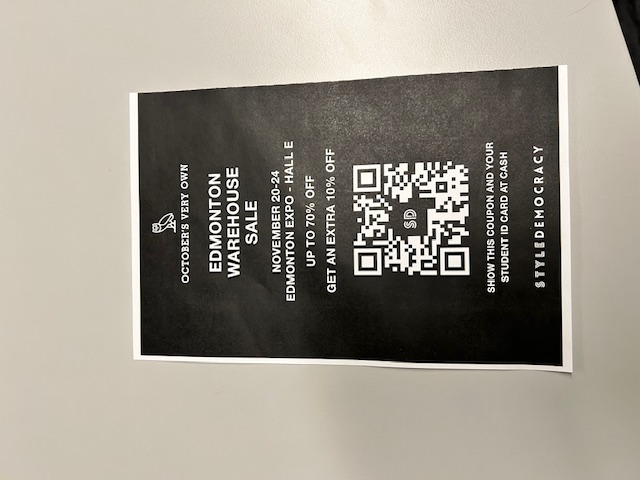 OCTOBER'S VERY OWN
EDMONTON
WAREHOUSE
SALE
NOVEMBER 20-24
EDMONTON EXPO - HALL E
UP TO 70% OFF
GET AN EXTRA 10% OFF
SD
SHOW THIS COUPON AND YOUR
STUDENT ID CARD AT CASH
STYLEDEMOCRACY